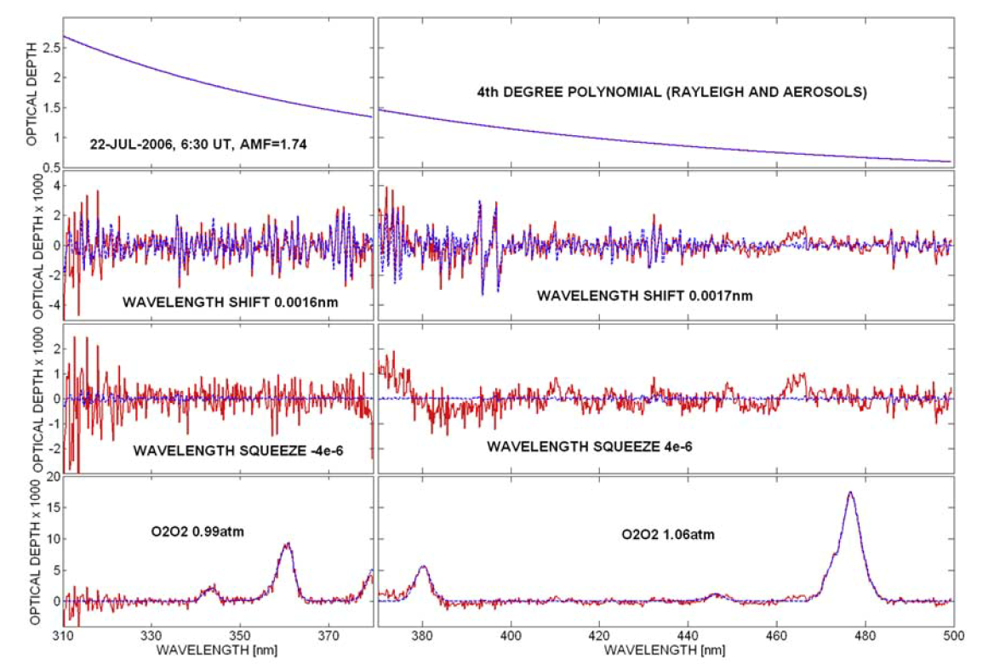 OPTICAL DEPTH
2.5
2
1.5
1
0.5
4th DEGREE POLYNOMIAL (RAYLEIGH AND AEROSOLS)
22-JUL-2006, 6:30 UT, AMF=1.74
OPTICAL DEPTH x 1000
4
2
0
-2
-4
WAVELENGTH SHIFT 0.0016nm
WAVELENGTH SHIFT 0.0017nm
OPTICAL DEPTH x 1000
2
1
0
-1
-2
WAVELENGTH SQUEEZE -4e-6
WAVELENGTH SQUEEZE 4e-6
OPTICAL DEPTH x 1000
20
15
10
5
0
O2O2 0.99atm
O2O2 1.06atm
310 330 350 370 380 400 420 440 460 480 500
WAVELENGTH [nm] WAVELENGTH [nm]